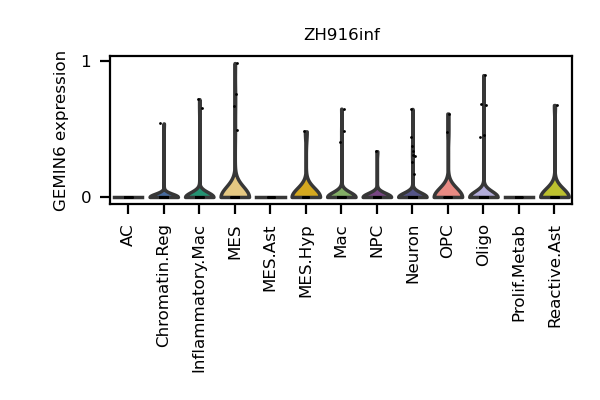 ZH916inf
GEMIN6 expression
1
0
AC
Chromatin.Reg
Inflammatory.Mac
MES
MES.Ast
MES.Hyp
Mac
NPC
Neuron
OPC
Oligo
Prolif.Metab
Reactive.Ast